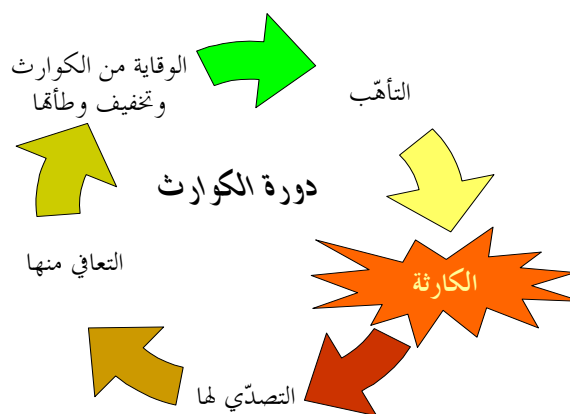 الوقاية من الكوارث
وتخفيف وطأتها
التأهّب
دورة الكوارث
الكارثة
التعافي منها
التصدّي لها